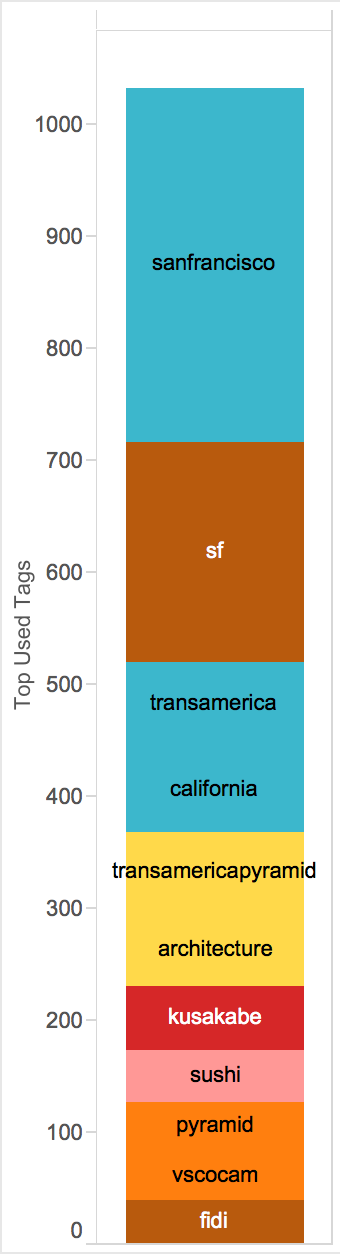 1000
900
sanfrancisco
800
700
600
sf
Top Used Tags
500
transamerica
california
400
transamericapyramid
300
architecture
200
kusakabe
sushi
100
pyramid
vscocam
fidi
0